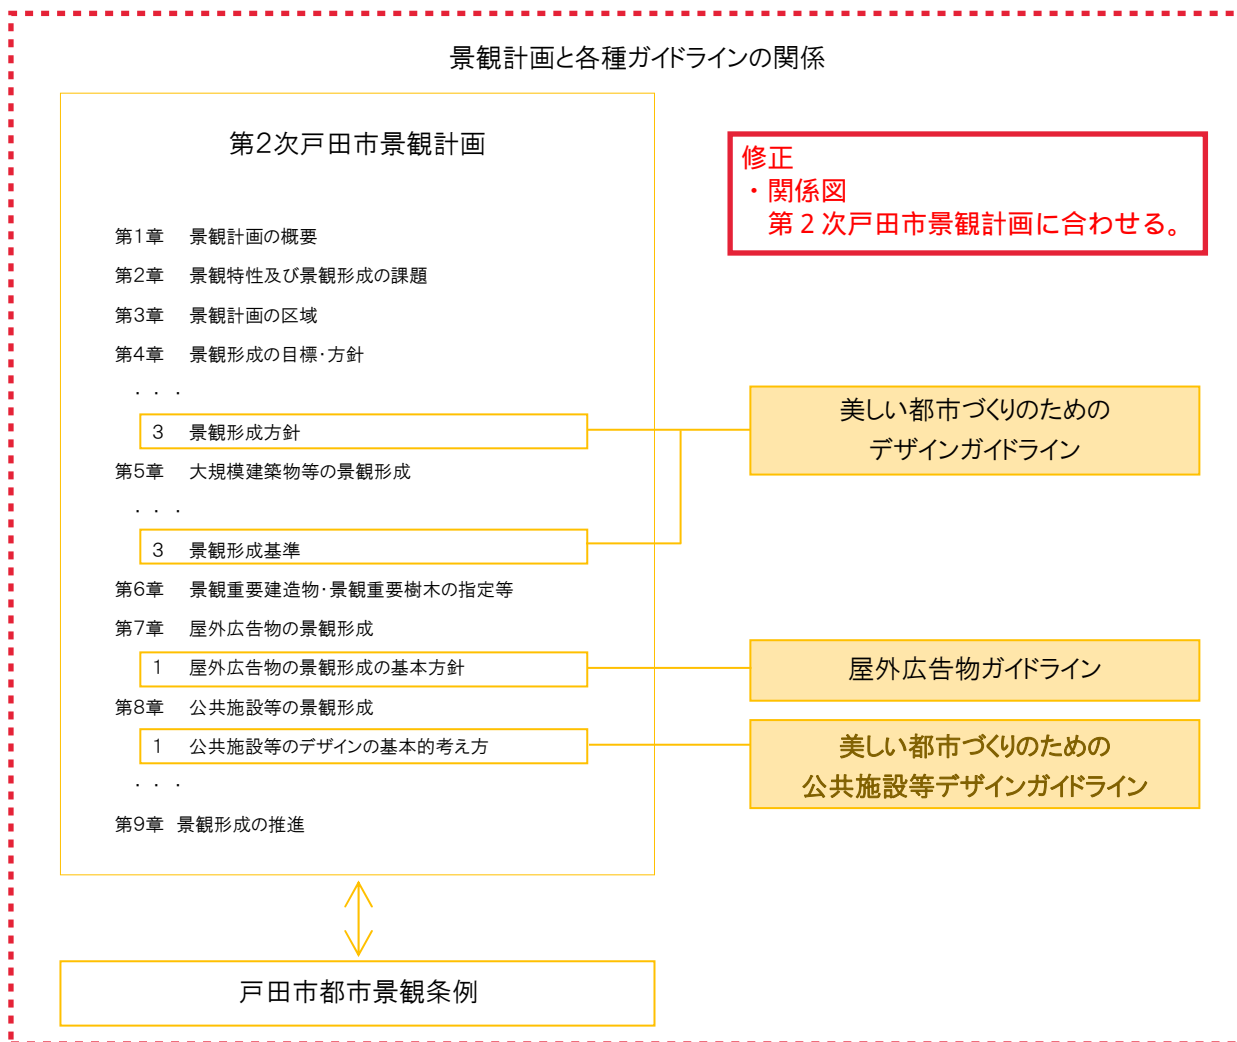 景観計画と各種ガイドラインの関係
第2次戸田市景観計画
修正
・関係図
第2次戸田市景観計画に合わせる。
第1章 景観計画の概要
第2章 景観特性及び景観形成の課題
第3章 景観計画の区域
第4章 景観形成の目標・方針
・・・
3 景観形成方針
第5章 大規模建築物等の景観形成
・・・
3 景観形成基準
第6章 景観重要建造物・景観重要樹木の指定等
第7章 屋外広告物の景観形成
1 屋外広告物の景観形成の基本方針
第8章 公共施設等の景観形成
1 公共施設等のデザインの基本的考え方
・・・
第9章 景観形成の推進
美しい都市づくりのための
デザインガイドライン
屋外広告物ガイドライン
美しい都市づくりのための
公共施設等デザインガイドライン
戸田市都市景観条例